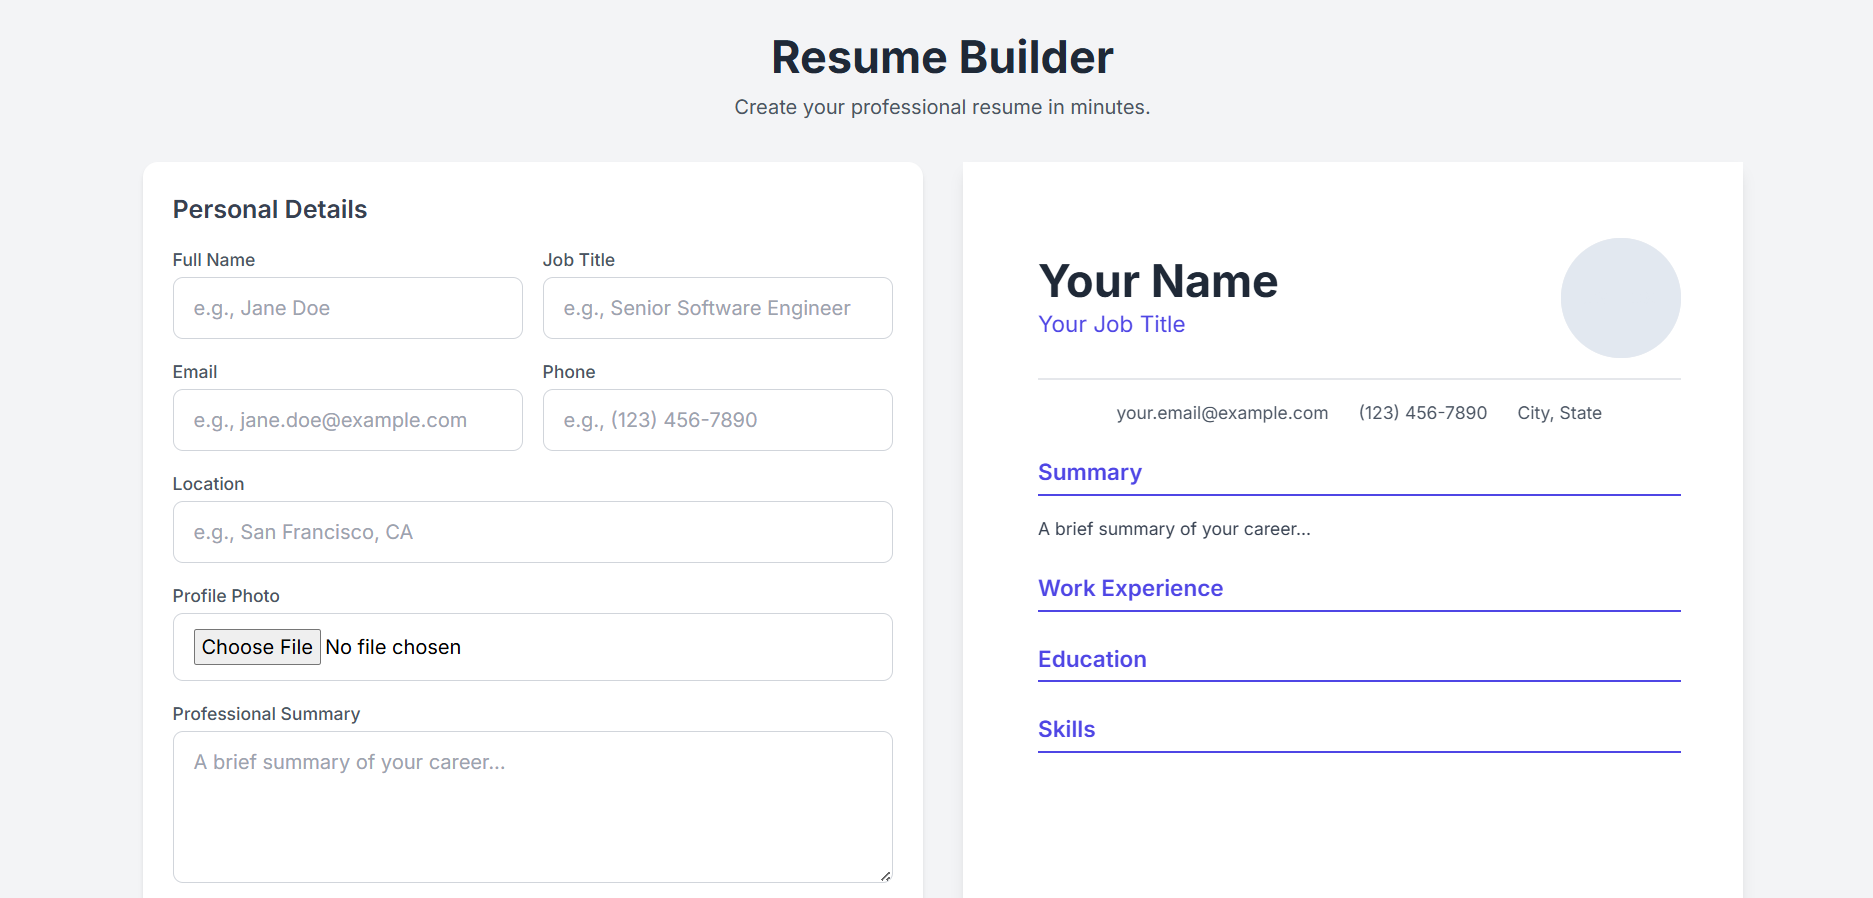 Resume Builder
Create your professional resume in minutes.
Personal Details
Full Name
Job Title
e.g., Jane Doe
e.g., Senior Software Engineer
Email
Phone
e.g., jane.doe@example.com
e.g., (123) 456-7890
Location
e.g., San Francisco, CA
Profile Photo
Choose File No file chosen
Professional Summary
A brief summary of your career...
Your Name
Your Job Title
your.email@example.com (123) 456-7890 City, State
Summary
A brief summary of your career...
Work Experience
Education
Skills